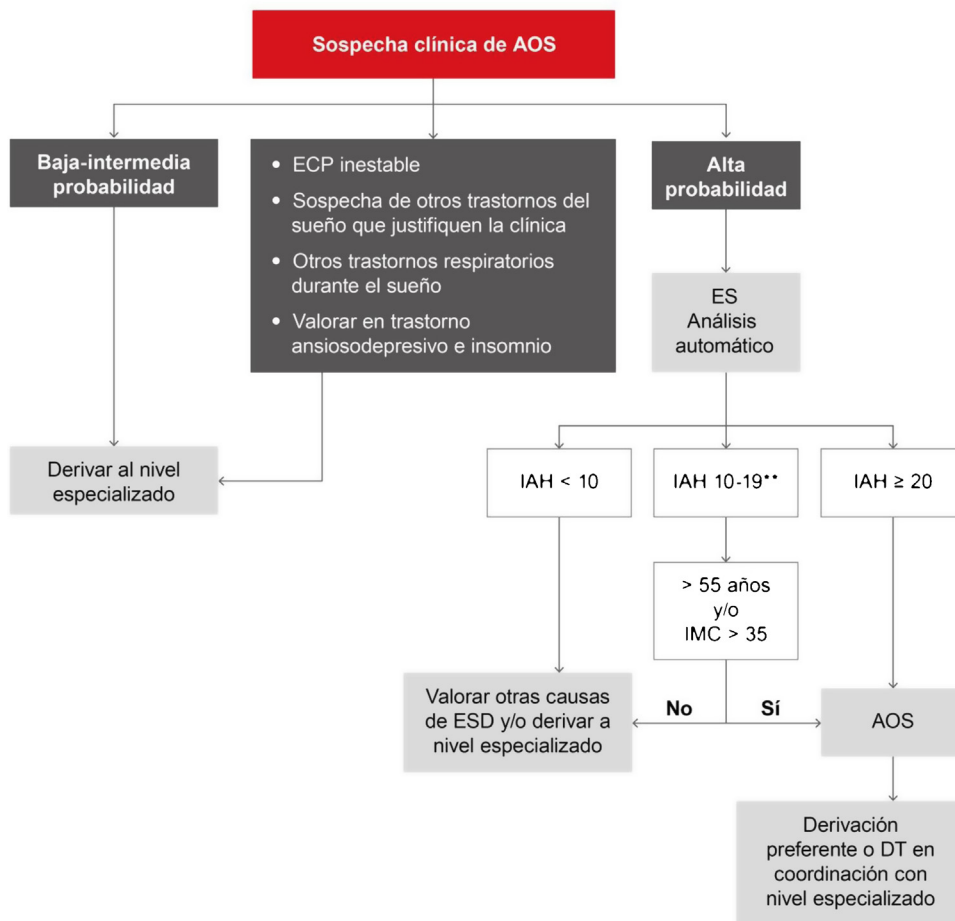 Sospecha clínica de AOS
Baja-intermedia
probabilidad
• ECP inestable
• Sospecha de otros trastornos del
sueño que justifiquen la clínica
• Otros trastornos respiratorios
durante el sueño
• Valorar en trastorno
ansiosodepresivo e insomnio
Alta
probabilidad
ES
Análisis
automático
Derivar al nivel
especializado
IAH < 10
IAH 10-19**
IAH ≥ 20
> 55 años
y/o
IMC > 35
Valorar otras causas
de ESD y/o derivar a
nivel especializado
No
Sí
AOS
Derivación
preferente o DT en
coordinación con
nivel especializado